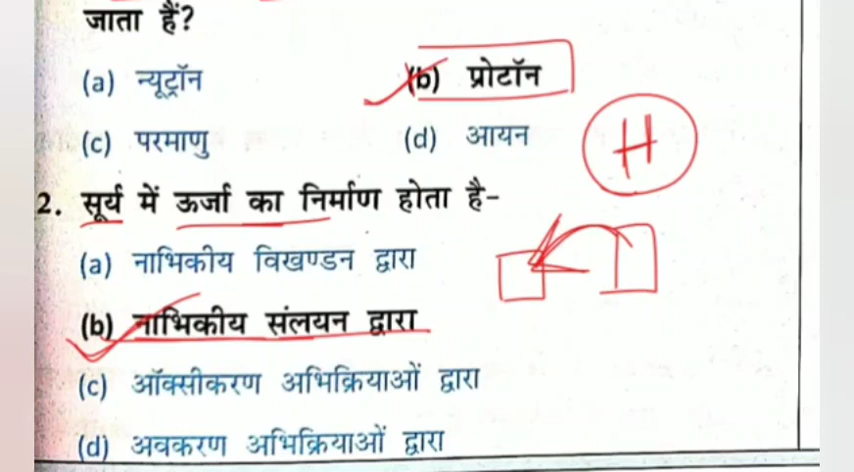 जाता हैं?
(a) न्यूट्रॉन (b) प्रोटॉन
(c) परमाणु (d) आयन
H
2. सूर्य में ऊर्जा का निर्माण होता है-
(a) नाभिकीय विखण्डन द्वारा
(b) नाभिकीय संलयन द्वारा
(c) ऑक्सीकरण अभिक्रियाओं द्वारा
(d) अवकरण अभिक्रियाओं द्वारा